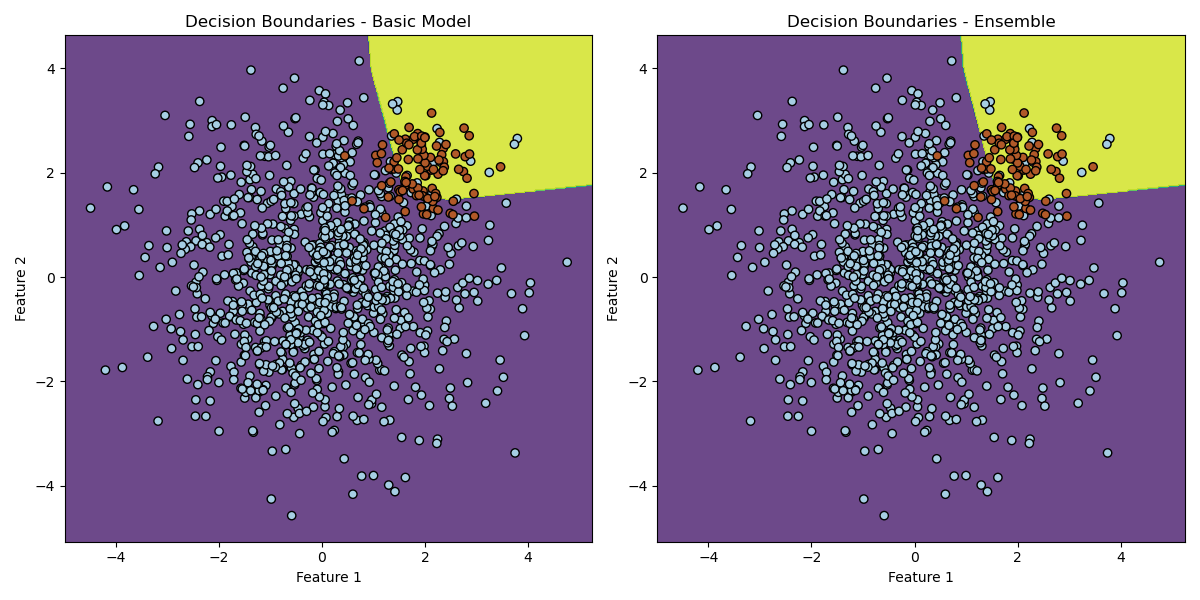 Decision Boundaries - Basic Model
4
2
0
−2
−4
Feature 2
−4 −2 0 2 4
Feature 1
Decision Boundaries - Ensemble
4
2
0
−2
−4
Feature 2
−4 −2 0 2 4
Feature 1